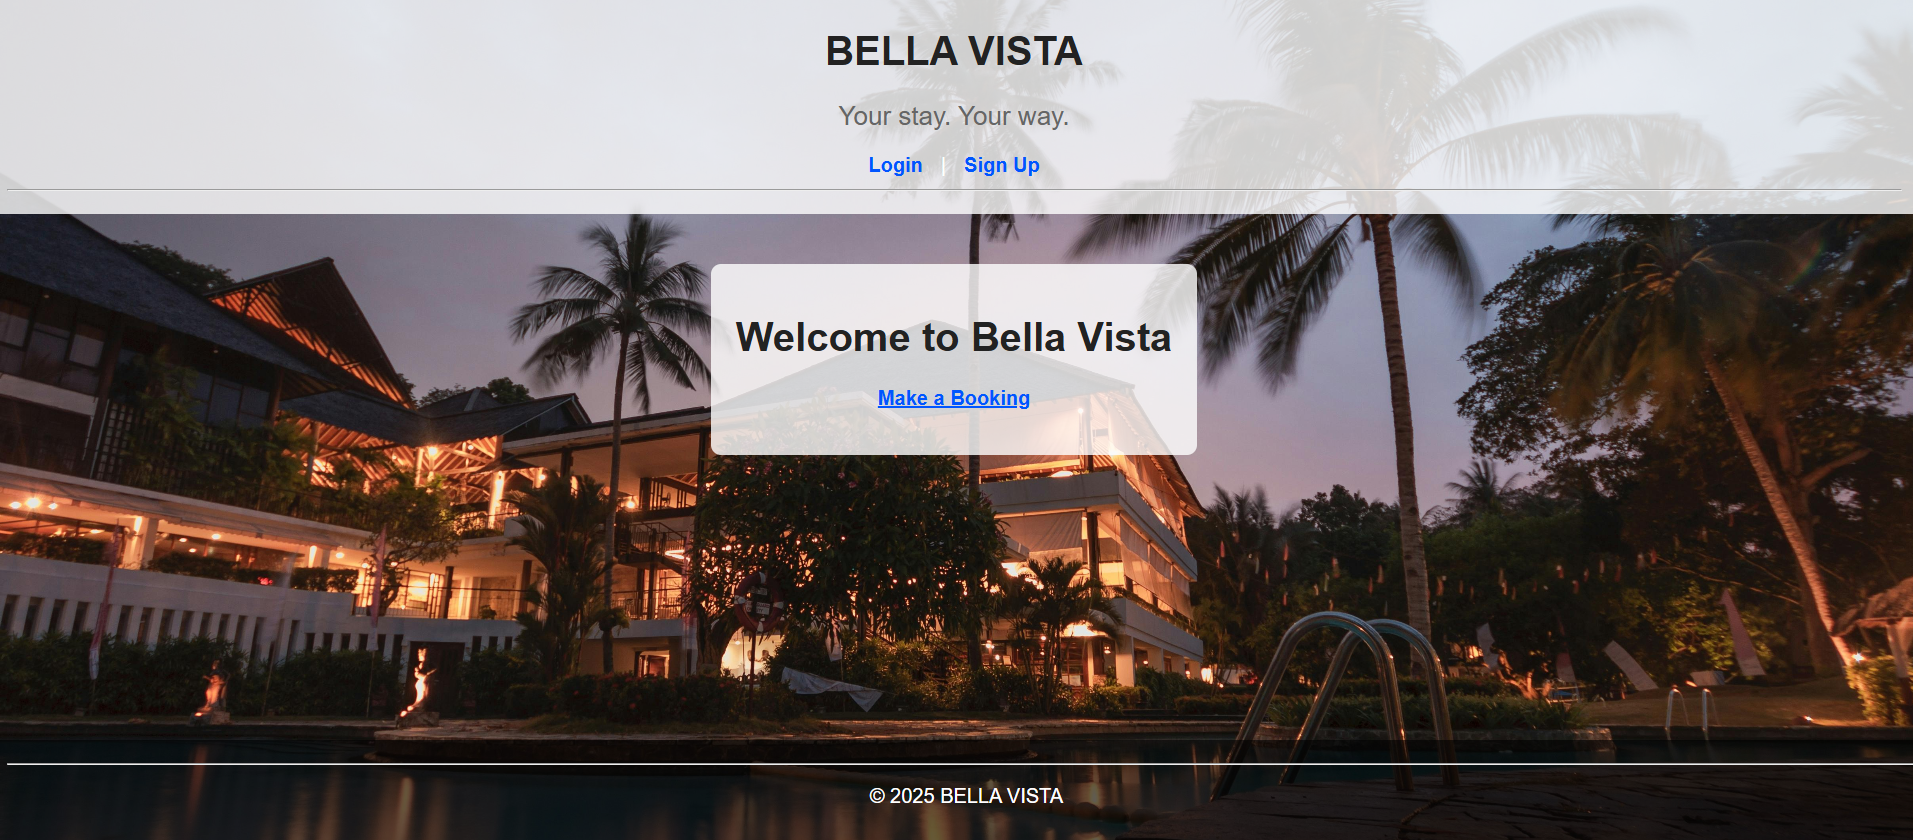 BELLA VISTA
Your stay. Your way.
Login | Sign Up
Welcome to Bella Vista
Make a Booking
© 2025 BELLA VISTA